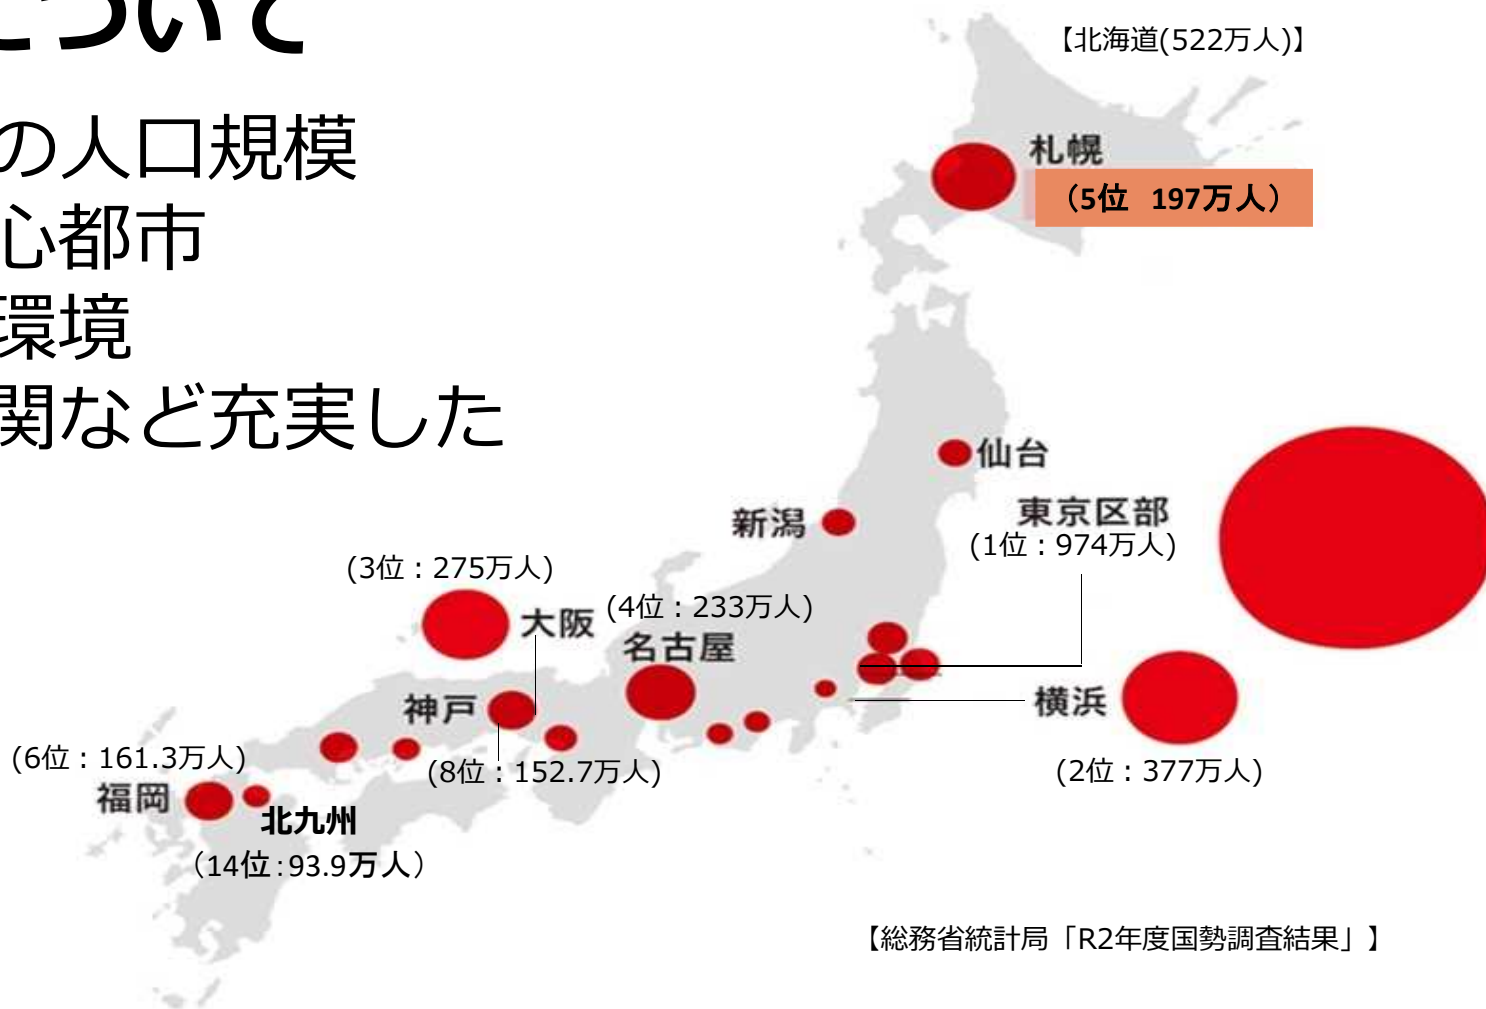 について
の人口規模
心都市
環境
関など充実した
【北海道(522万人)】
札幌
（5位 197万人）
仙台
東京区部
(1位：974万人)
新潟
(3位：275万人)
大阪
(4位：233万人)
名古屋
神戸
(8位：152.7万人)
横浜
(2位：377万人)
(6位：161.3万人)
福岡
北九州
（14位:93.9万人）
【総務省統計局「R2年度国勢調査結果」】